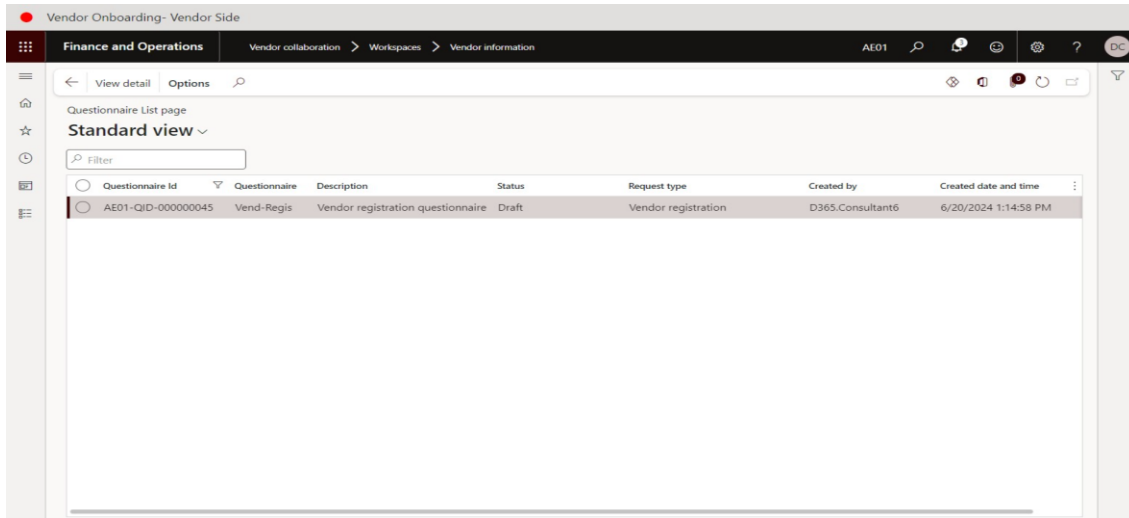 Vendor Onboarding- Vendor Side
Finance and Operations Vendor collaboration > Workspaces > Vendor information AE01 3 ? DC
View detail Options 0
Questionnaire List page
Standard view
Filter
Questionnaire Id Questionnaire Description Status Request type Created by Created date and time
AE01-QID-000000045 Vend-Regis Vendor registration questionnaire Draft Vendor registration D365.Consultant6 6/20/2024 1:14:58 PM